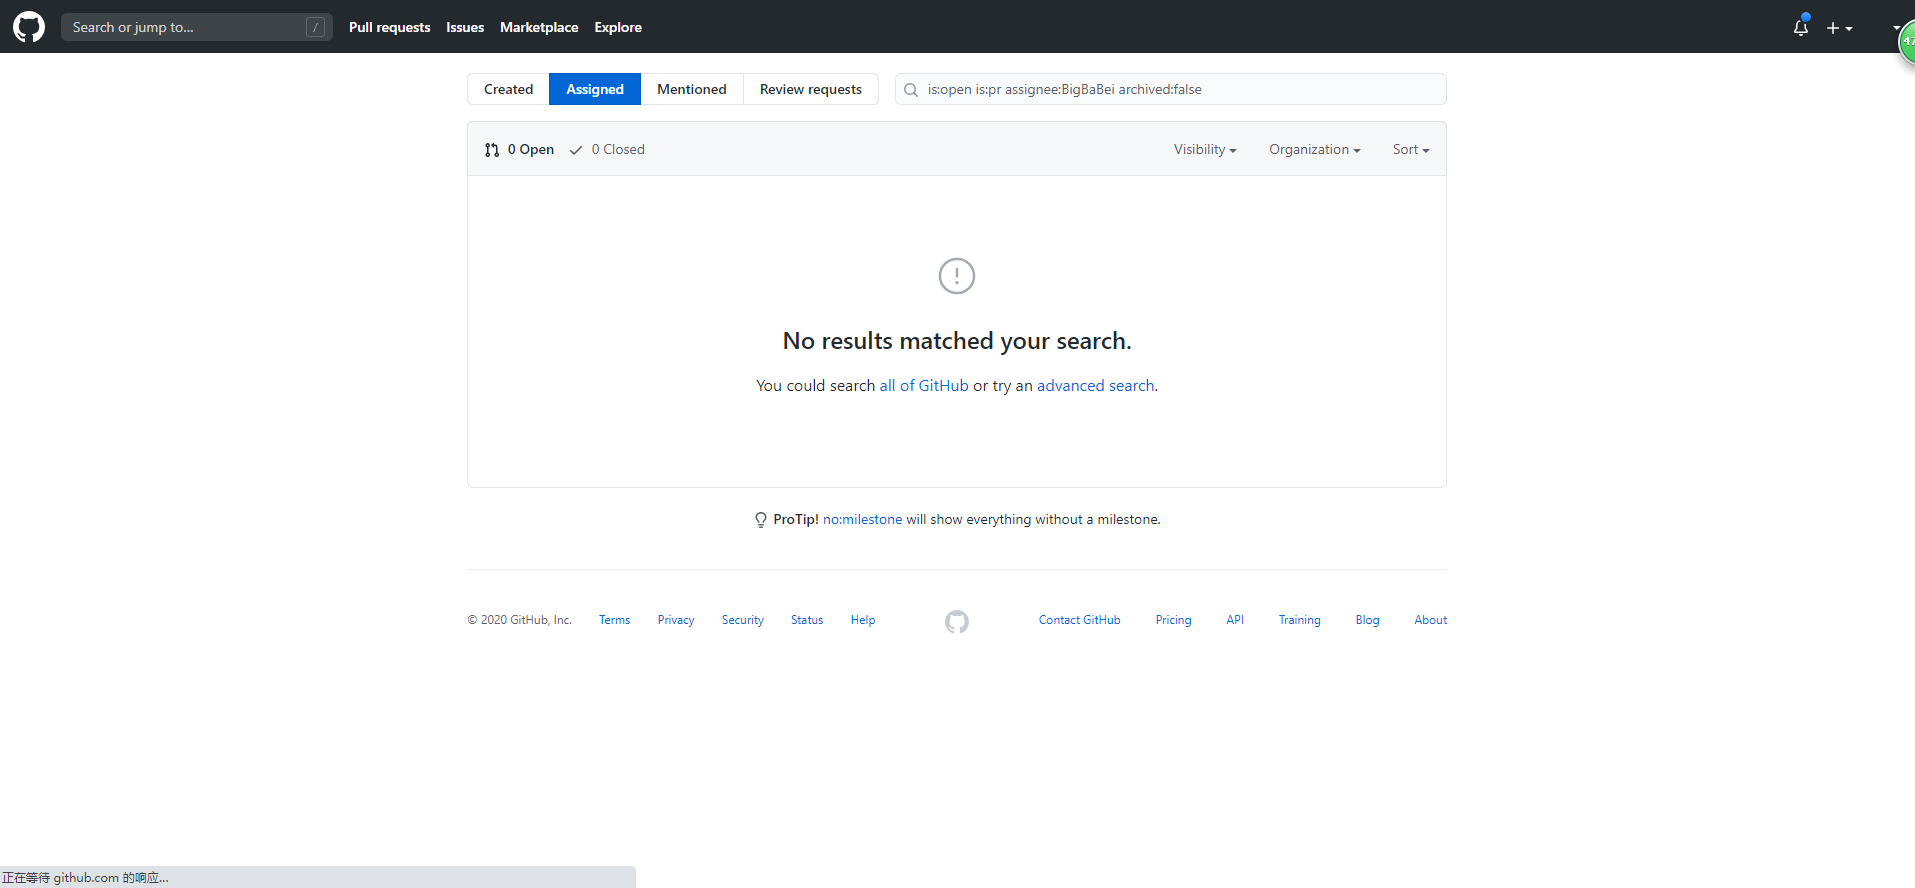 Search or jump to... / Pull requests Issues Marketplace Explore
47
Created Assigned Mentioned Review requests is:open is:pr assignee:BigBaBei archived:false
0 Open 0 Closed Visibility Organization Sort
No results matched your search.
You could search all of GitHub or try an advanced search.
ProTip! no:milestone will show everything without a milestone.
© 2020 GitHub, Inc. Terms Privacy Security Status Help Contact GitHub Pricing API Training Blog About
正在等待 github.com 的响应...